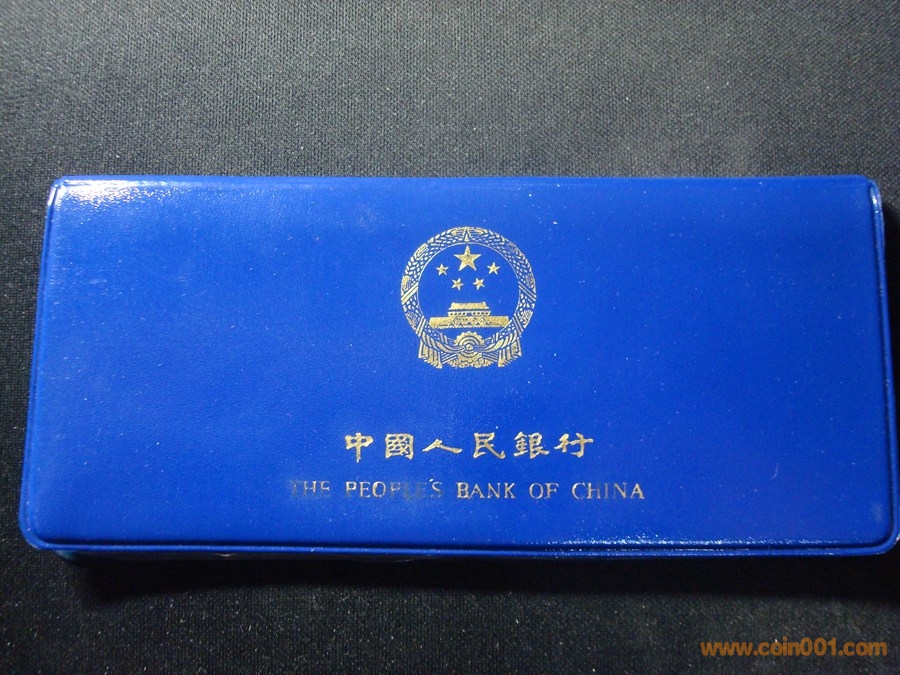 中國人民銀行
THE PEOPLE'S BANK OF CHINA
www.coin001.com